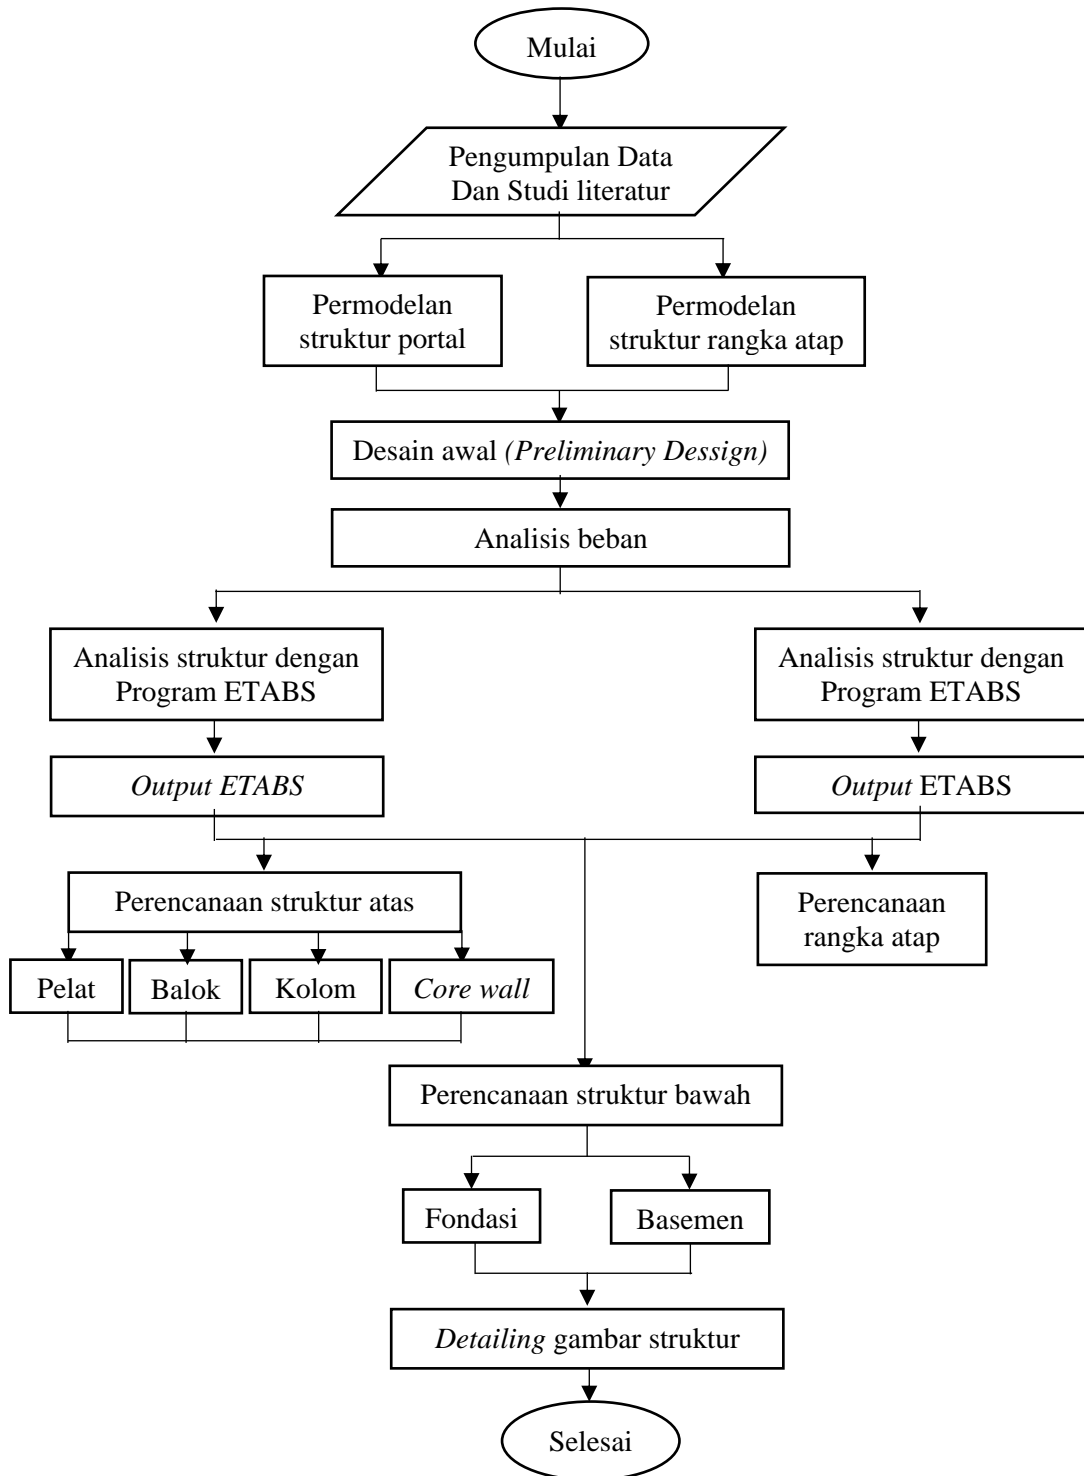 Mulai
Pengumpulan Data
Dan Studi literatur
Permodelan
struktur portal
Permodelan
struktur rangka atap
Desain awal (Preliminary Dessign)
Analisis beban
Analisis struktur dengan
Program ETABS
Analisis struktur dengan
Program ETABS
Output ETABS
Output ETABS
Perencanaan struktur atas
Perencanaan
rangka atap
Pelat
Balok
Kolom
Core wall
Perencanaan struktur bawah
Fondasi
Basemen
Detailing gambar struktur
Selesai